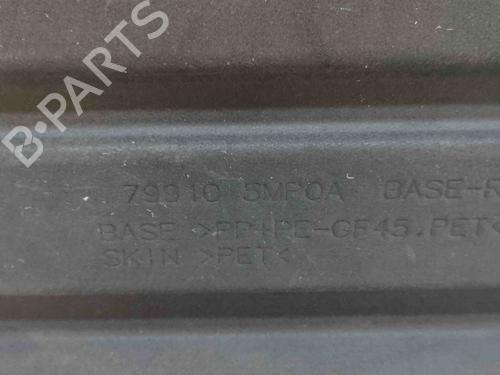 B-PARTS
79910 5MP0A BASE-P
BASE >PP+PE-GF45.PET<
SKIN >PET<